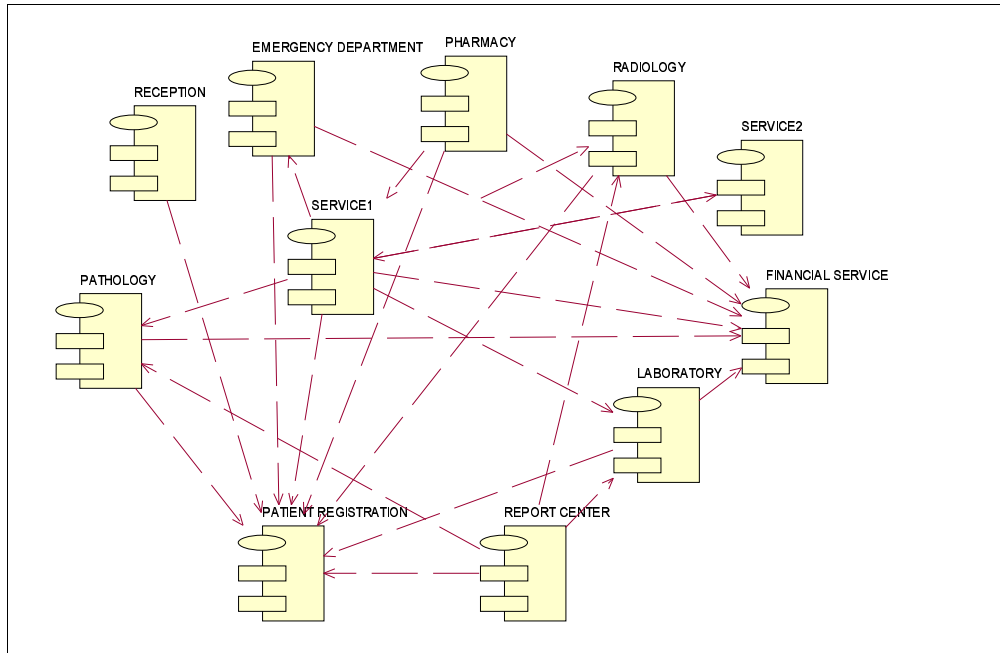 PHARMACY
EMERGENCY DEPARTMENT
RADIOLOGY
RECEPTION
SERVICE2
SERVICE1
FINANCIAL SERVICE
PATHOLOGY
LABORATORY
PATIENT REGISTRATION
REPORT CENTER